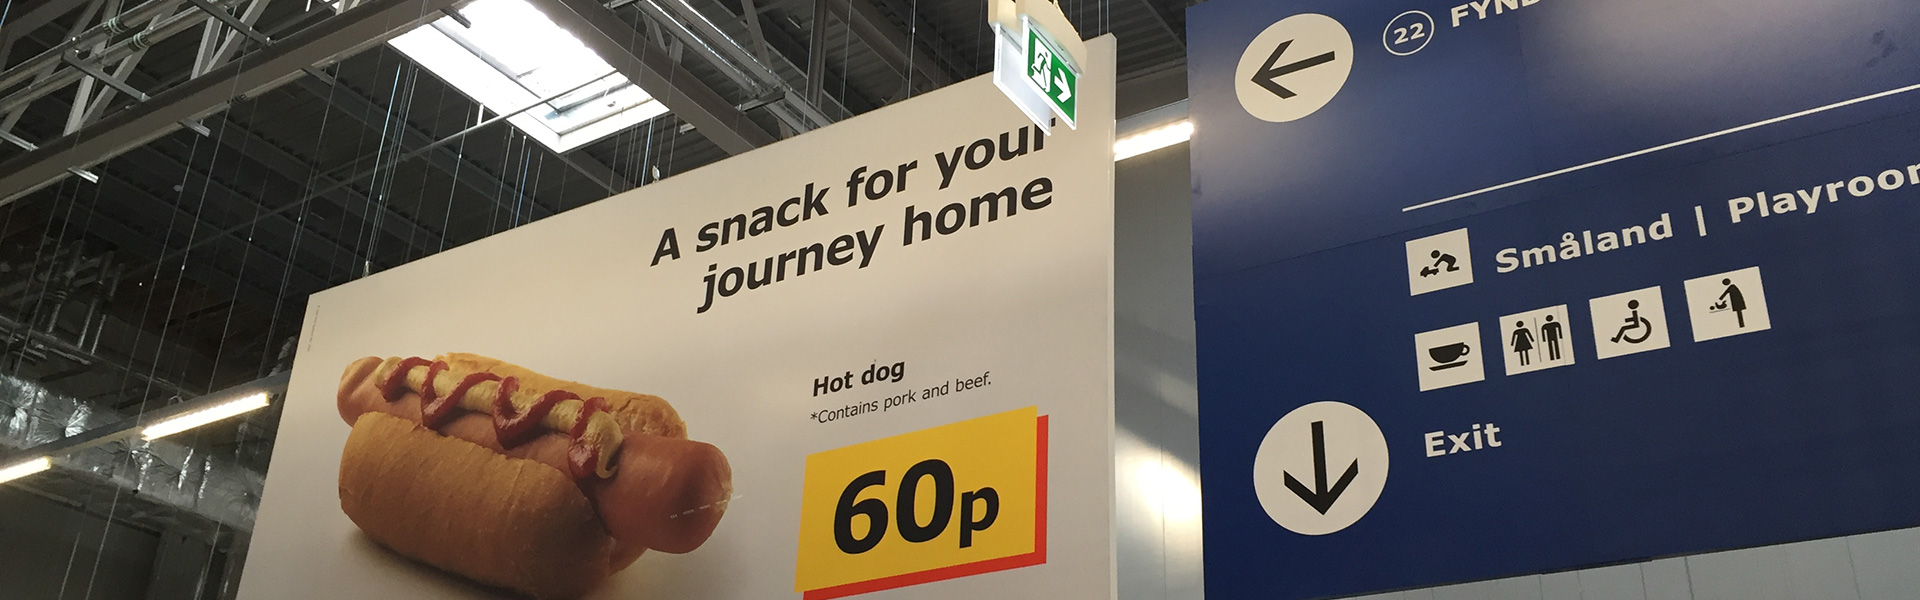 A snack for your
journey home
Hot dog
*Contains pork and beef.
60p
22
Småland | Playroom
Exit